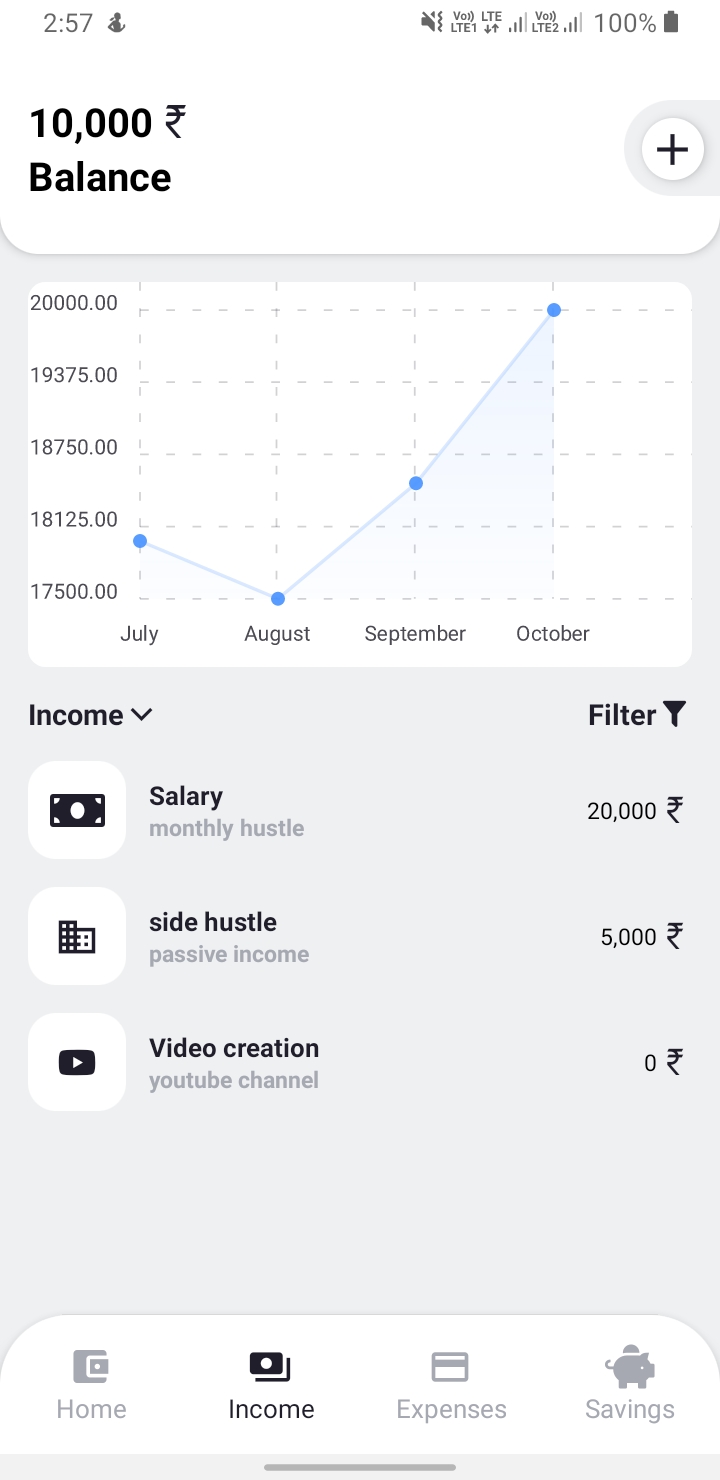 2:57 Vo) LTE1 LTE Vo) LTE2 100%
10,000 ₹
Balance
20000.00
19375.00
18750.00
18125.00
17500.00
July August September October
Income Filter
Salary
monthly hustle
20,000 ₹
side hustle
passive income
5,000 ₹
Video creation
youtube channel
0 ₹
Home Income Expenses Savings